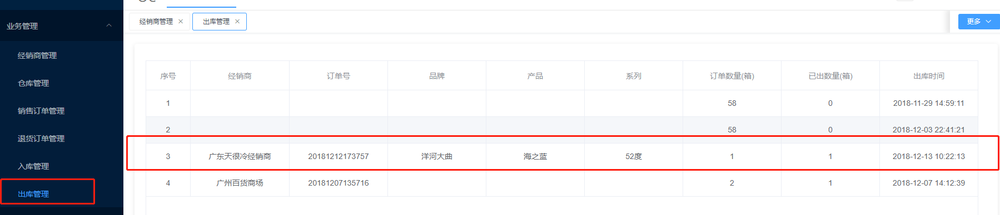 业务管理
经销商管理
仓库管理
销售订单管理
退货订单管理
入库管理
出库管理
经销商管理 ×
出库管理 ×
更多
序号 经销商 订单号 品牌 产品 系列 订单数量(箱) 已出数量(箱) 出库时间
1 58 0 2018-11-29 14:59:11
2 58 0 2018-12-03 22:41:21
3 广东天很冷经销商 20181212173757 洋河大曲 海之蓝 52度 1 1 2018-12-13 10:22:13
4 广州百货商场 20181207135716 2 1 2018-12-07 14:12:39